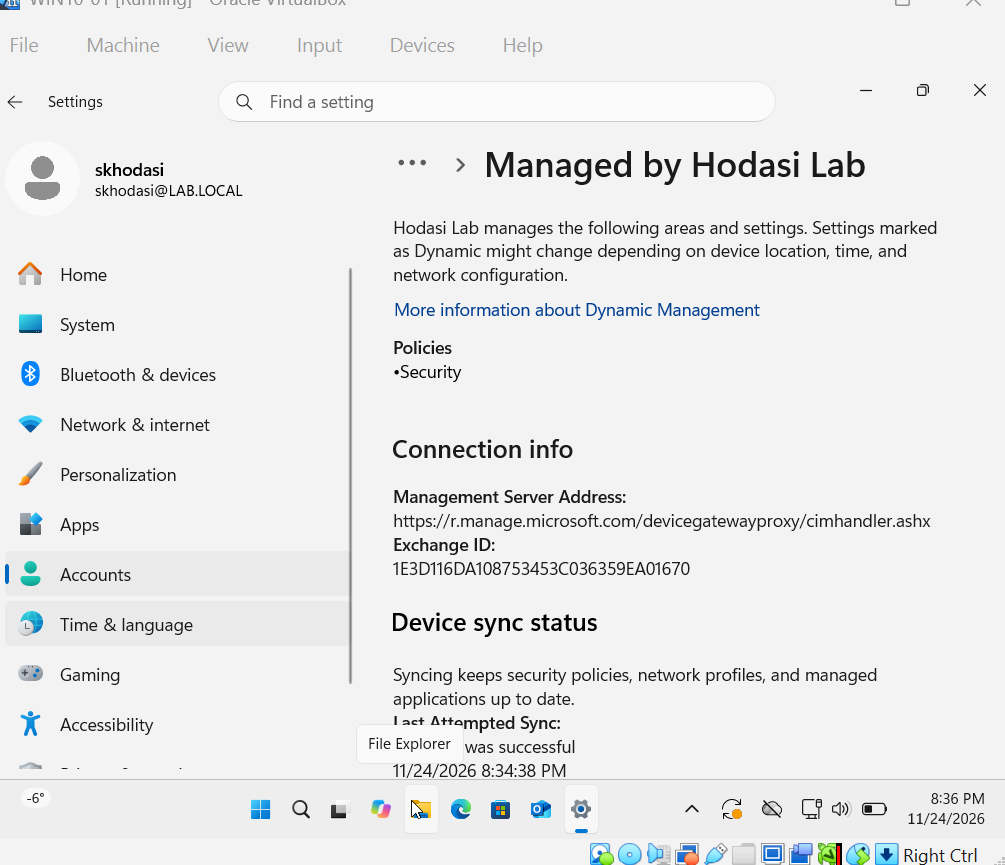 WIN10-01 [Running] - Oracle VirtualBox
File Machine View Input Devices Help
Settings
Find a setting
skhodasi
skhodasi@LAB.LOCAL
Home
System
Bluetooth & devices
Network & internet
Personalization
Apps
Accounts
Time & language
Gaming
Accessibility
... > Managed by Hodasi Lab
Hodasi Lab manages the following areas and settings. Settings marked
as Dynamic might change depending on device location, time, and
network configuration.
More information about Dynamic Management
Policies
•Security
Connection info
Management Server Address:
https://r.manage.microsoft.com/devicegatewayproxy/cimhandler.ashx
Exchange ID:
1E3D116DA108753453C036359EA01670
Device sync status
Syncing keeps security policies, network profiles, and managed
applications up to date.
Last Attempted Sync:
was successful
11/24/2026 8:34:38 PM
File Explorer
-6°
8:36 PM
11/24/2026
Right Ctrl